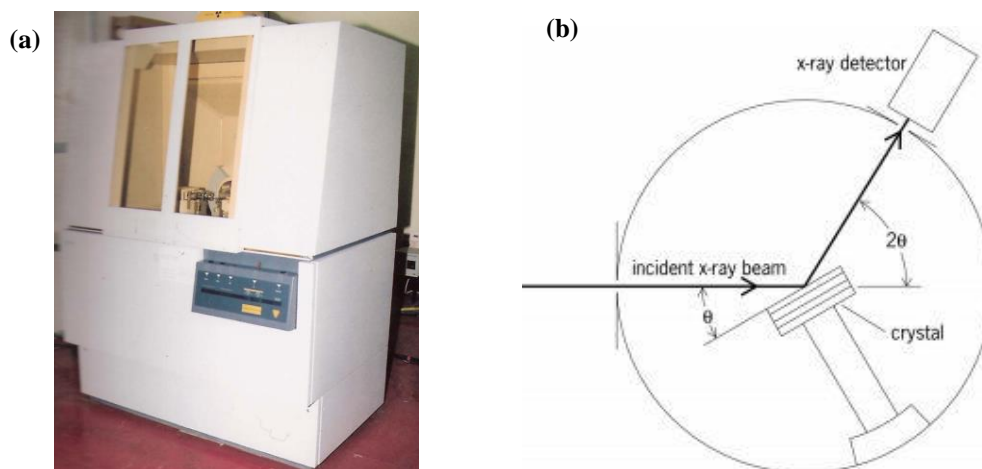 (a)
(b)
x-ray detector
2θ
incident x-ray beam
θ
crystal